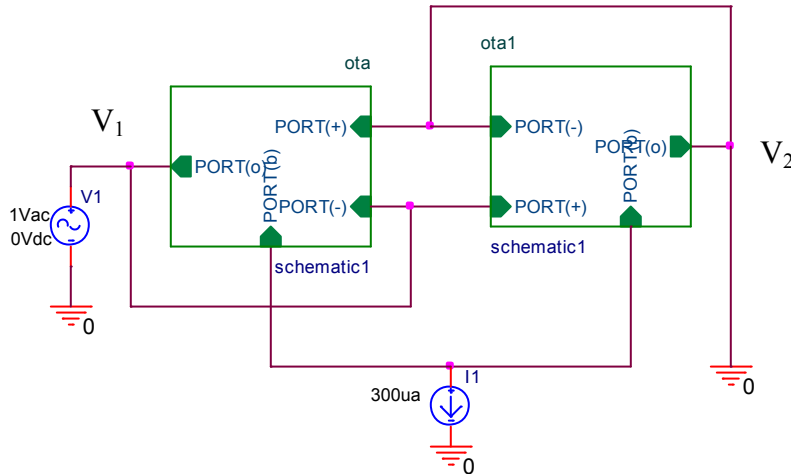 ota
ota1
V1
PORT(+)
PORT(-)
PORT(o)
PORT(b)
PORT(o)
PORT(b)
V2
V1
1Vac
0Vdc
PORT(-)
PORT(+)
schematic1
schematic1
0
I1
300ua
0
0